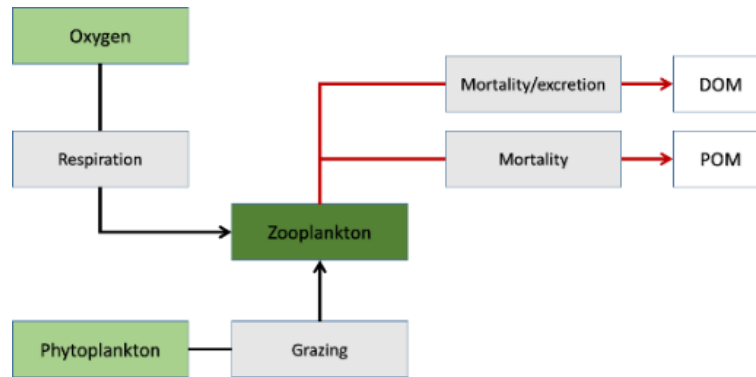 Oxygen
Mortality/excretion
DOM
Respiration
Mortality
POM
Zooplankton
Phytoplankton
Grazing